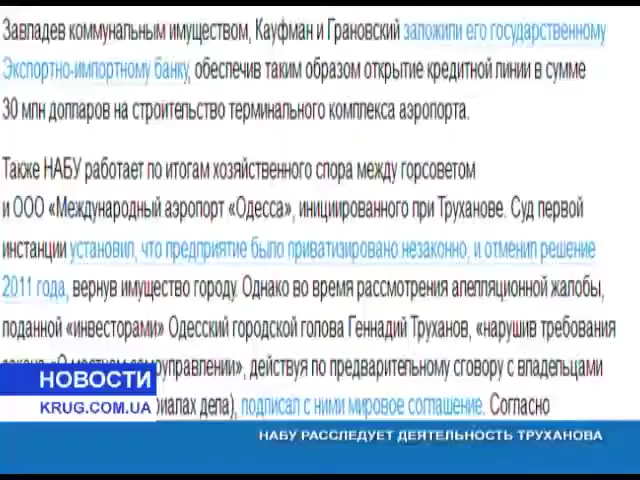 Завладев коммунальным имуществом, Кауфман и Грановский заложили его государственному
Экспортно-импортному банку, обеспечив таким образом открытие кредитной линии в сумме
30 млн долларов на строительство терминального комплекса аэропорта.
Также НАБУ работает по итогам хозяйственного спора между горсоветом
и ООО «Международный аэропорт «Одесса», инициированного при Труханове. Суд первой
инстанции установил, что предприятие было приватизировано незаконно, и отменил решение
2011 года, вернув имущество городу. Однако во время рассмотрения апелляционной жалобы,
поданной «инвесторами» Одесский городской голова Геннадий Труханов, «нарушив требования
самоуправлении», действуя по предварительному сговору с владельцами
дела), подписал с ними мировое соглашение. Согласно
НОВОСТИ
KRUG.COM.UA
НАБУ РАССЛЕДУЕТ ДЕЯТЕЛЬНОСТЬ ТРУХАНОВА